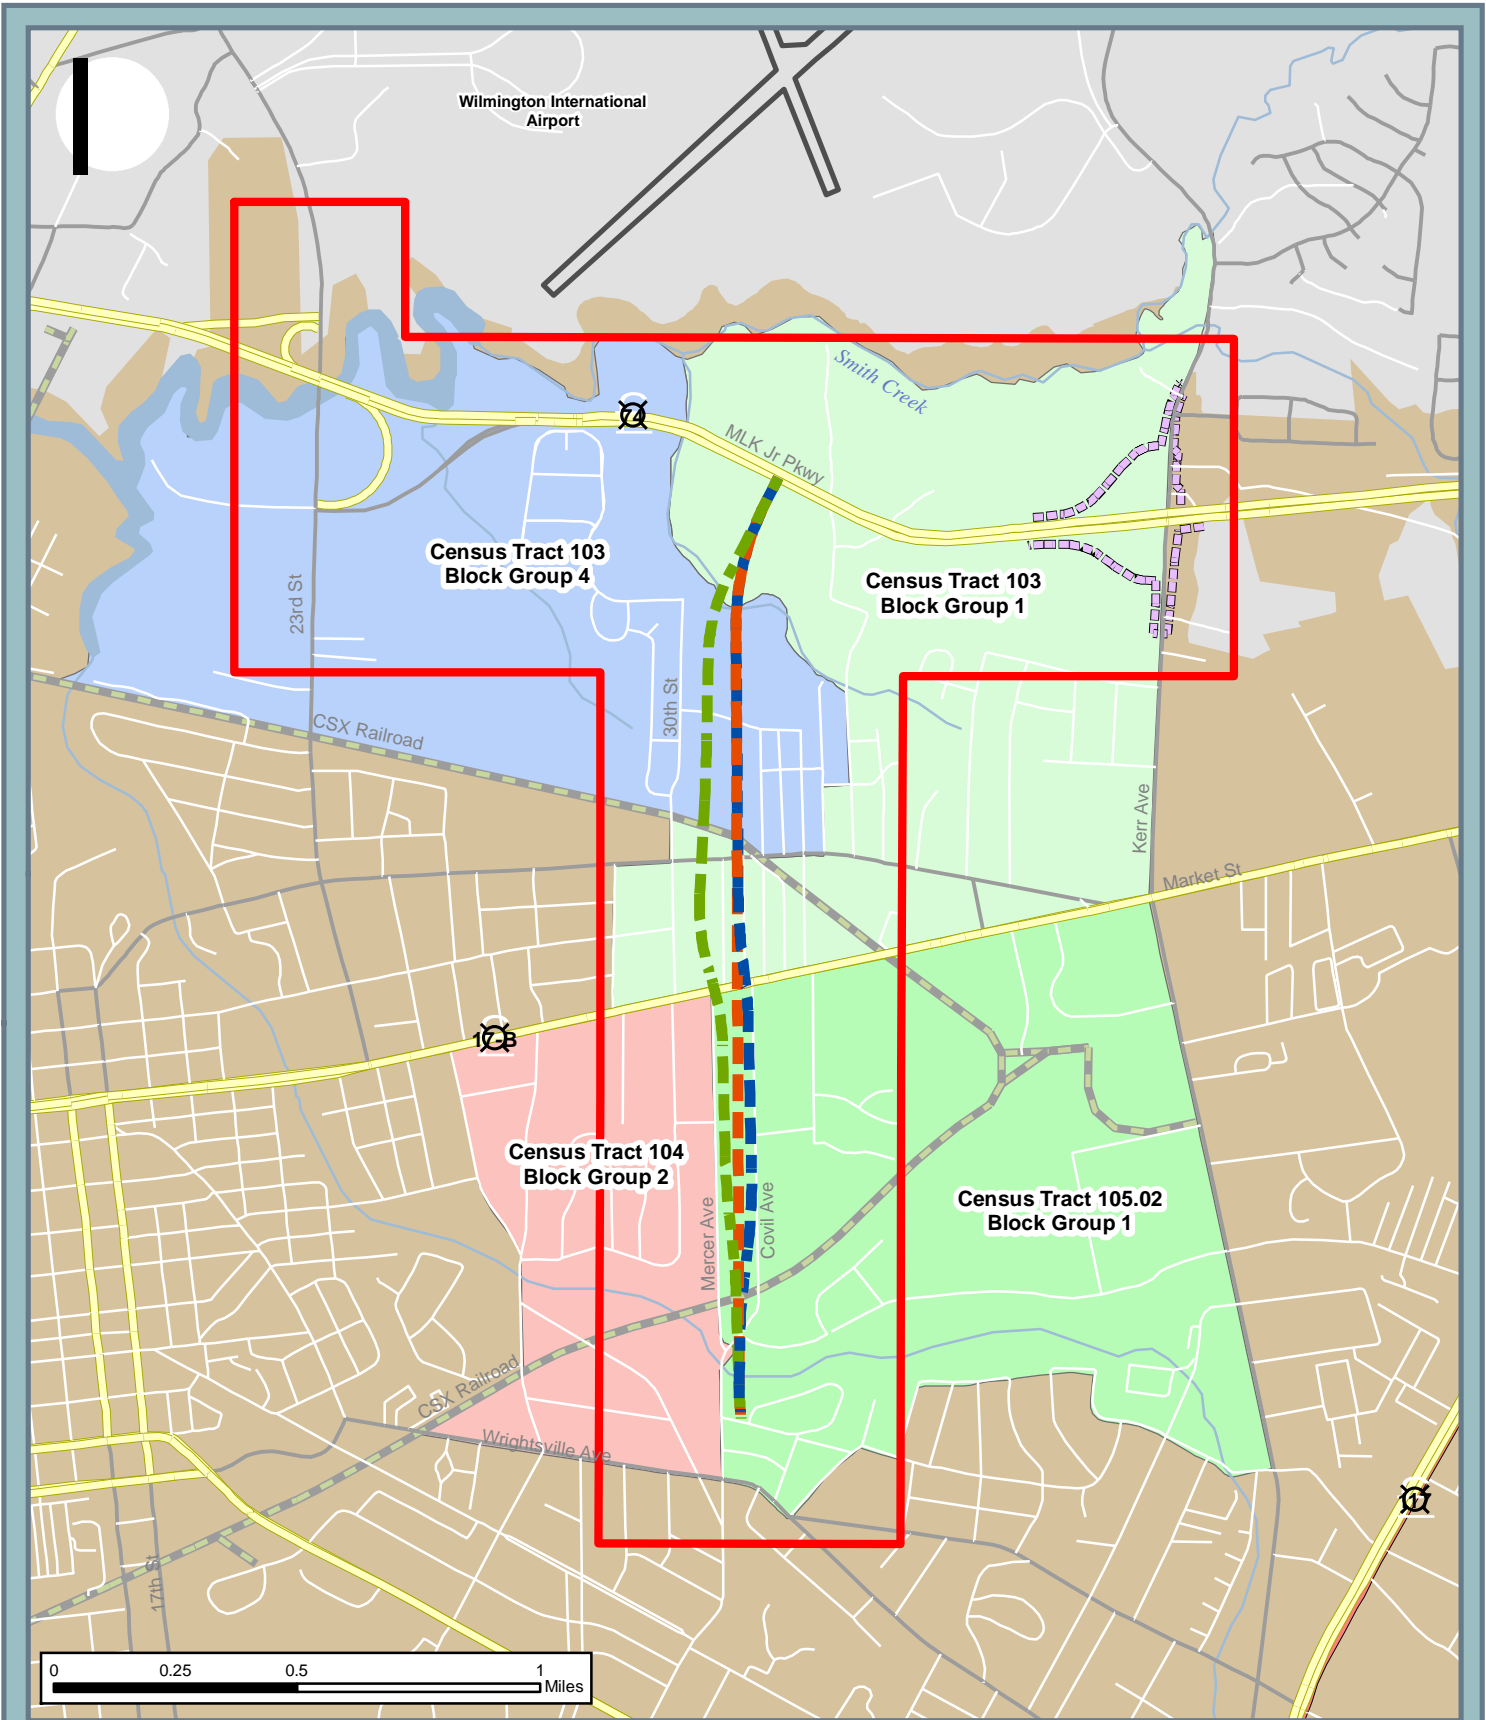 Wilmington International
Airport
Smith Creek
74
MLK Jr Pkwy
Census Tract 103
Block Group 4
Census Tract 103
Block Group 1
23rd St
30th St
CSX Railroad
Kerr Ave
Market St
17-B
Census Tract 104
Block Group 2
Mercer Ave
Covil Ave
Census Tract 105.02
Block Group 1
CSX Railroad
Wrightsville Ave
17th St
0 0.25 0.5 1
Miles